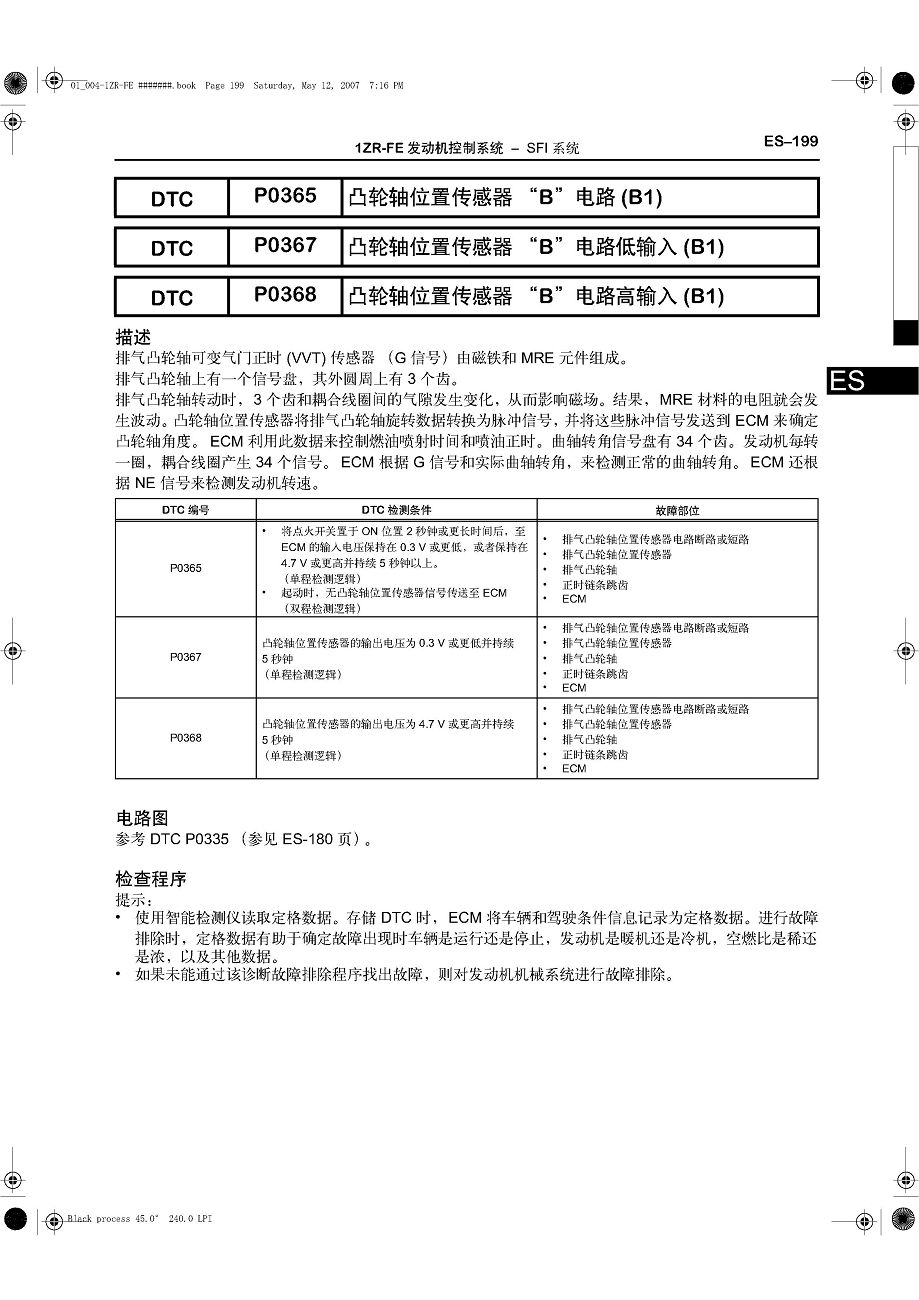 01_004-1ZR-FE #######.book Page 199 Saturday, May 12, 2007 7:16 PM
1ZR-FE 发动机控制系统 – SFI 系统
ES–199
DTC P0365 凸轮轴位置传感器 “B” 电路 (B1)
DTC P0367 凸轮轴位置传感器 “B” 电路低输入 (B1)
DTC P0368 凸轮轴位置传感器 “B” 电路高输入 (B1)
ES
描述
排气凸轮轴可变气门正时 (VVT) 传感器 （G 信号）由磁铁和 MRE 元件组成。
排气凸轮轴上有一个信号盘，其外圆周上有 3 个齿。
排气凸轮轴转动时， 3 个齿和耦合线圈间的气隙发生变化，从而影响磁场。结果， MRE 材料的电阻就会发
生波动。凸轮轴位置传感器将排气凸轮轴旋转数据转换为脉冲信号，并将这些脉冲信号发送到 ECM 来确定
凸轮轴角度。 ECM 利用此数据来控制燃油喷射时间和喷油正时。曲轴转角信号盘有 34 个齿。发动机每转
一圈，耦合线圈产生 34 个信号。 ECM 根据 G 信号和实际曲轴转角，来检测正常的曲轴转角。 ECM 还根
据 NE 信号来检测发动机转速。
DTC 编号 DTC 检测条件 故障部位
P0365
• 将点火开关置于 ON 位置 2 秒钟或更长时间后，至
ECM 的输入电压保持在 0.3 V 或更低，或者保持在
4.7 V 或更高并持续 5 秒钟以上。
（单程检测逻辑）
• 起动时，无凸轮轴位置传感器信号传送至 ECM
（双程检测逻辑）
• 排气凸轮轴位置传感器电路断路或短路
• 排气凸轮轴位置传感器
• 排气凸轮轴
• 正时链条跳齿
• ECM
P0367
凸轮轴位置传感器的输出电压为 0.3 V 或更低并持续
5 秒钟
（单程检测逻辑）
• 排气凸轮轴位置传感器电路断路或短路
• 排气凸轮轴位置传感器
• 排气凸轮轴
• 正时链条跳齿
• ECM
P0368
凸轮轴位置传感器的输出电压为 4.7 V 或更高并持续
5 秒钟
（单程检测逻辑）
• 排气凸轮轴位置传感器电路断路或短路
• 排气凸轮轴位置传感器
• 排气凸轮轴
• 正时链条跳齿
• ECM
电路图
参考 DTC P0335 （参见 ES-180 页）。
检查程序
提示：
• 使用智能检测仪读取定格数据。存储 DTC 时， ECM 将车辆和驾驶条件信息记录为定格数据。进行故障
排除时，定格数据有助于确定故障出现时车辆是运行还是停止，发动机是暖机还是冷机，空燃比是稀还
是浓，以及其他数据。
• 如果未能通过该诊断故障排除程序找出故障，则对发动机机械系统进行故障排除。
Black process 45.0° 240.0 LPI